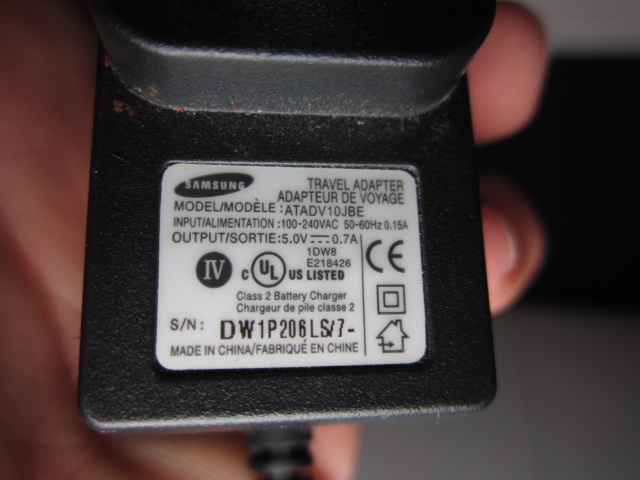 SAMSUNG
TRAVEL ADAPTER
ADAPTEUR DE VOYAGE
MODEL/MODÈLE:ATADV10JBE
INPUT/ALIMENTATION:100-240VAC 50-60Hz 0.15A
OUTPUT/SORTIE:5.0V 0.7A
1DW8
E218426
IV
C UL US LISTED
CE
Class 2 Battery Charger
Chargeur de pile classe 2
S/N: DW1P206LS/7-
MADE IN CHINA/FABRIQUÉ EN CHINE